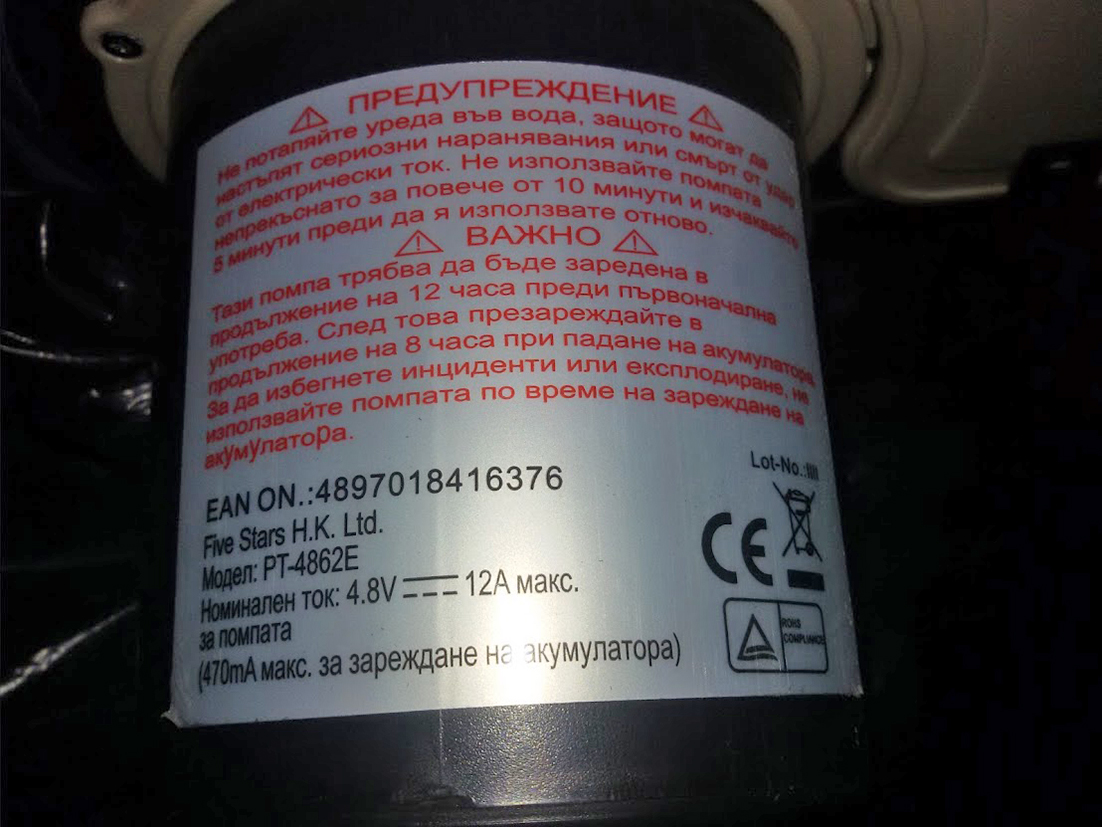 ПРЕДУПРЕЖДЕНИЕ
Не потапяйте уреда във вода, защото могат да
настъпят сериозни наранявания или смърт от удар
от електрически ток. Не използвайте помпата
непрекъснато за повече от 10 минути и изчаквайте
5 минути преди да я използвате отново.
ВАЖНО
Тази помпа трябва да бъде заредена в
продължение на 12 часа преди първоначална
употреба. След това презареждайте в
продължение на 8 часа при падане на акумулатора.
За да избегнете инциденти или експлодиране, не
използвайте помпата по време на зареждане на
акумулатора.
Lot-No.:IIII
EAN ON.:4897018416376
Five Stars H.K. Ltd.
Модел: PT-4862E
Номинален ток: 4.8V 12A макс.
за помпата
(470mA макс. за зареждане на акумулатора)
CE
ROHS
COMPLIANCE